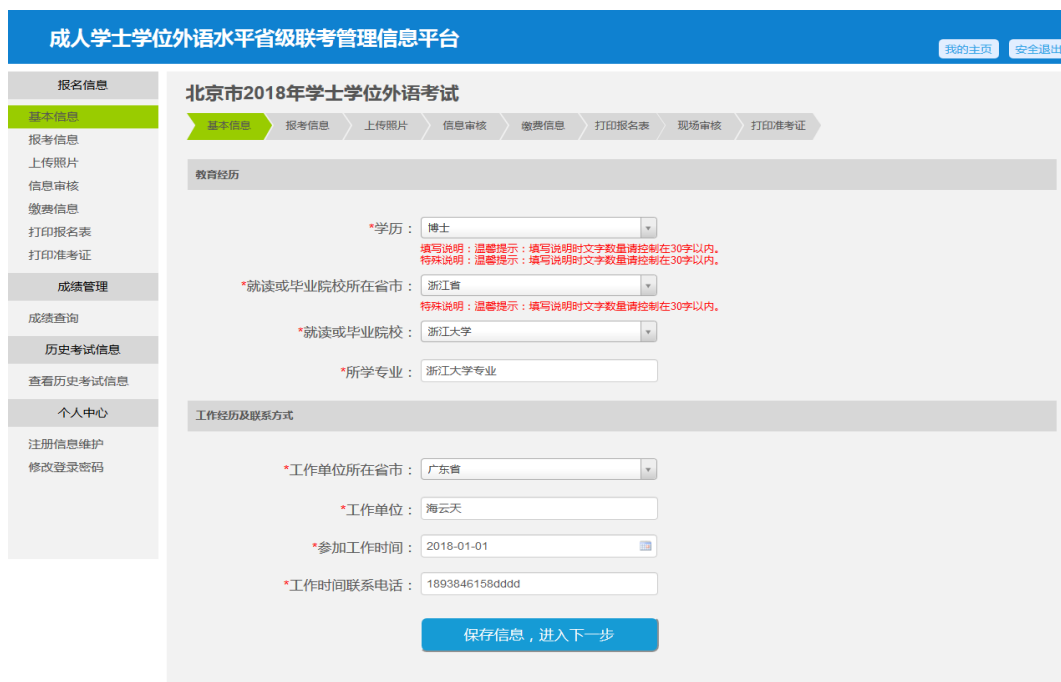 成人学士学位外语水平省级联考管理信息平台
我的主页 安全退出
报名信息
基本信息
报考信息
上传照片
信息审核
缴费信息
打印报名表
打印准考证
成绩管理
成绩查询
历史考试信息
查看历史考试信息
个人中心
注册信息维护
修改登录密码
北京市2018年学士学位外语考试
基本信息 报考信息 上传照片 信息审核 缴费信息 打印报名表 现场审核 打印准考证
教育经历
*学历： 博士
填写说明：温馨提示：填写说明时文字数量请控制在30字以内。
特殊说明：温馨提示：填写说明时文字数量请控制在30字以内。
*就读或毕业院校所在省市： 浙江省
特殊说明：温馨提示：填写说明时文字数量请控制在30字以内。
*就读或毕业院校： 浙江大学
*所学专业： 浙江大学专业
工作经历及联系方式
*工作单位所在省市： 广东省
*工作单位： 海云天
*参加工作时间： 2018-01-01
*工作时间联系电话： 1893846158dddd
保存信息，进入下一步